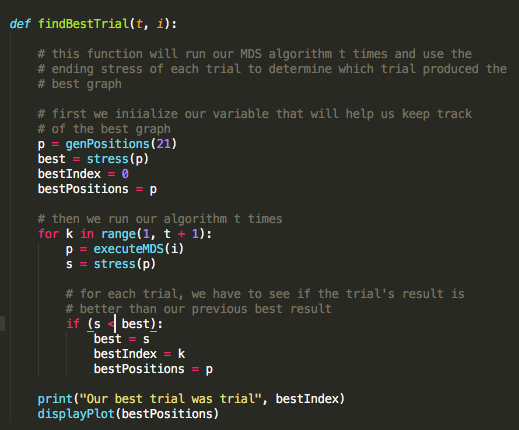 def findBestTrial(t, i):
# this function will run our MDS algorithm t times and use the
# ending stress of each trial to determine which trial produced the
# best graph
# first we iniialize our variable that will help us keep track
# of the best graph
p = genPositions(21)
best = stress(p)
bestIndex = 0
bestPositions = p
# then we run our algorithm t times
for k in range(1, t + 1):
p = executeMDS(i)
s = stress(p)
# for each trial, we have to see if the trial's result is
# better than our previous best result
if (s < best):
best = s
bestIndex = k
bestPositions = p
print("Our best trial was trial", bestIndex)
displayPlot(bestPositions)